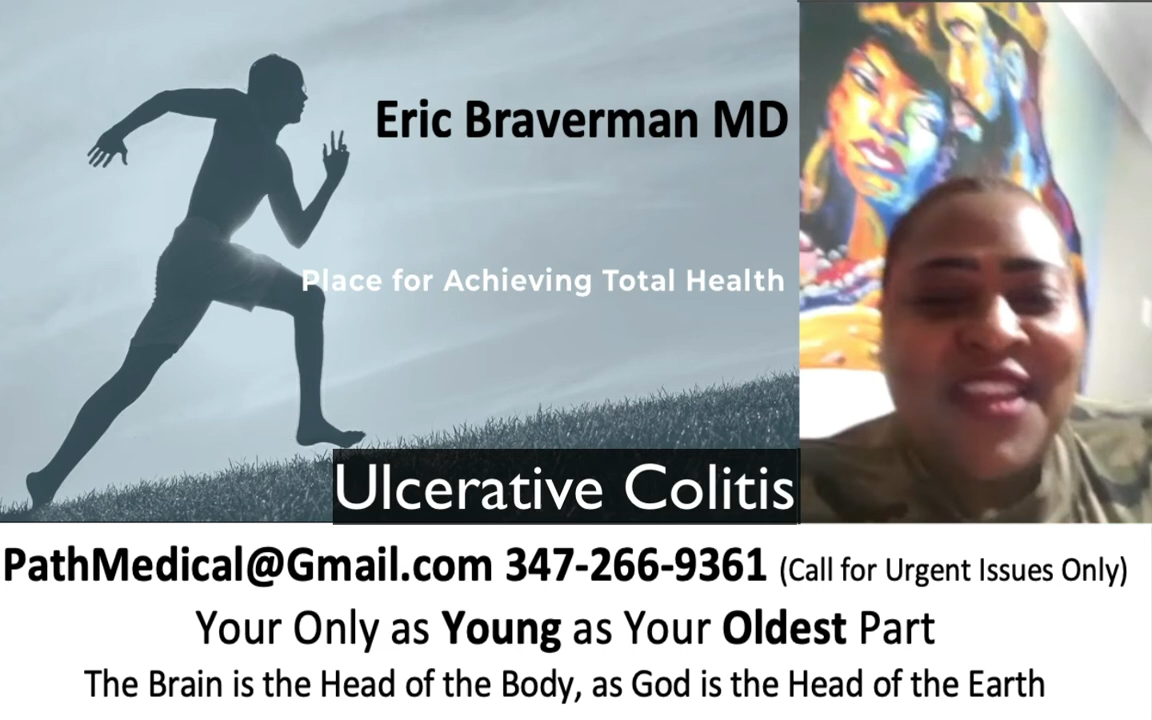 Eric Braverman MD
Place for Achieving Total Health
Ulcerative Colitis
PathMedical@Gmail.com 347-266-9361 (Call for Urgent Issues Only)
Your Only as Young as Your Oldest Part
The Brain is the Head of the Body, as God is the Head of the Earth